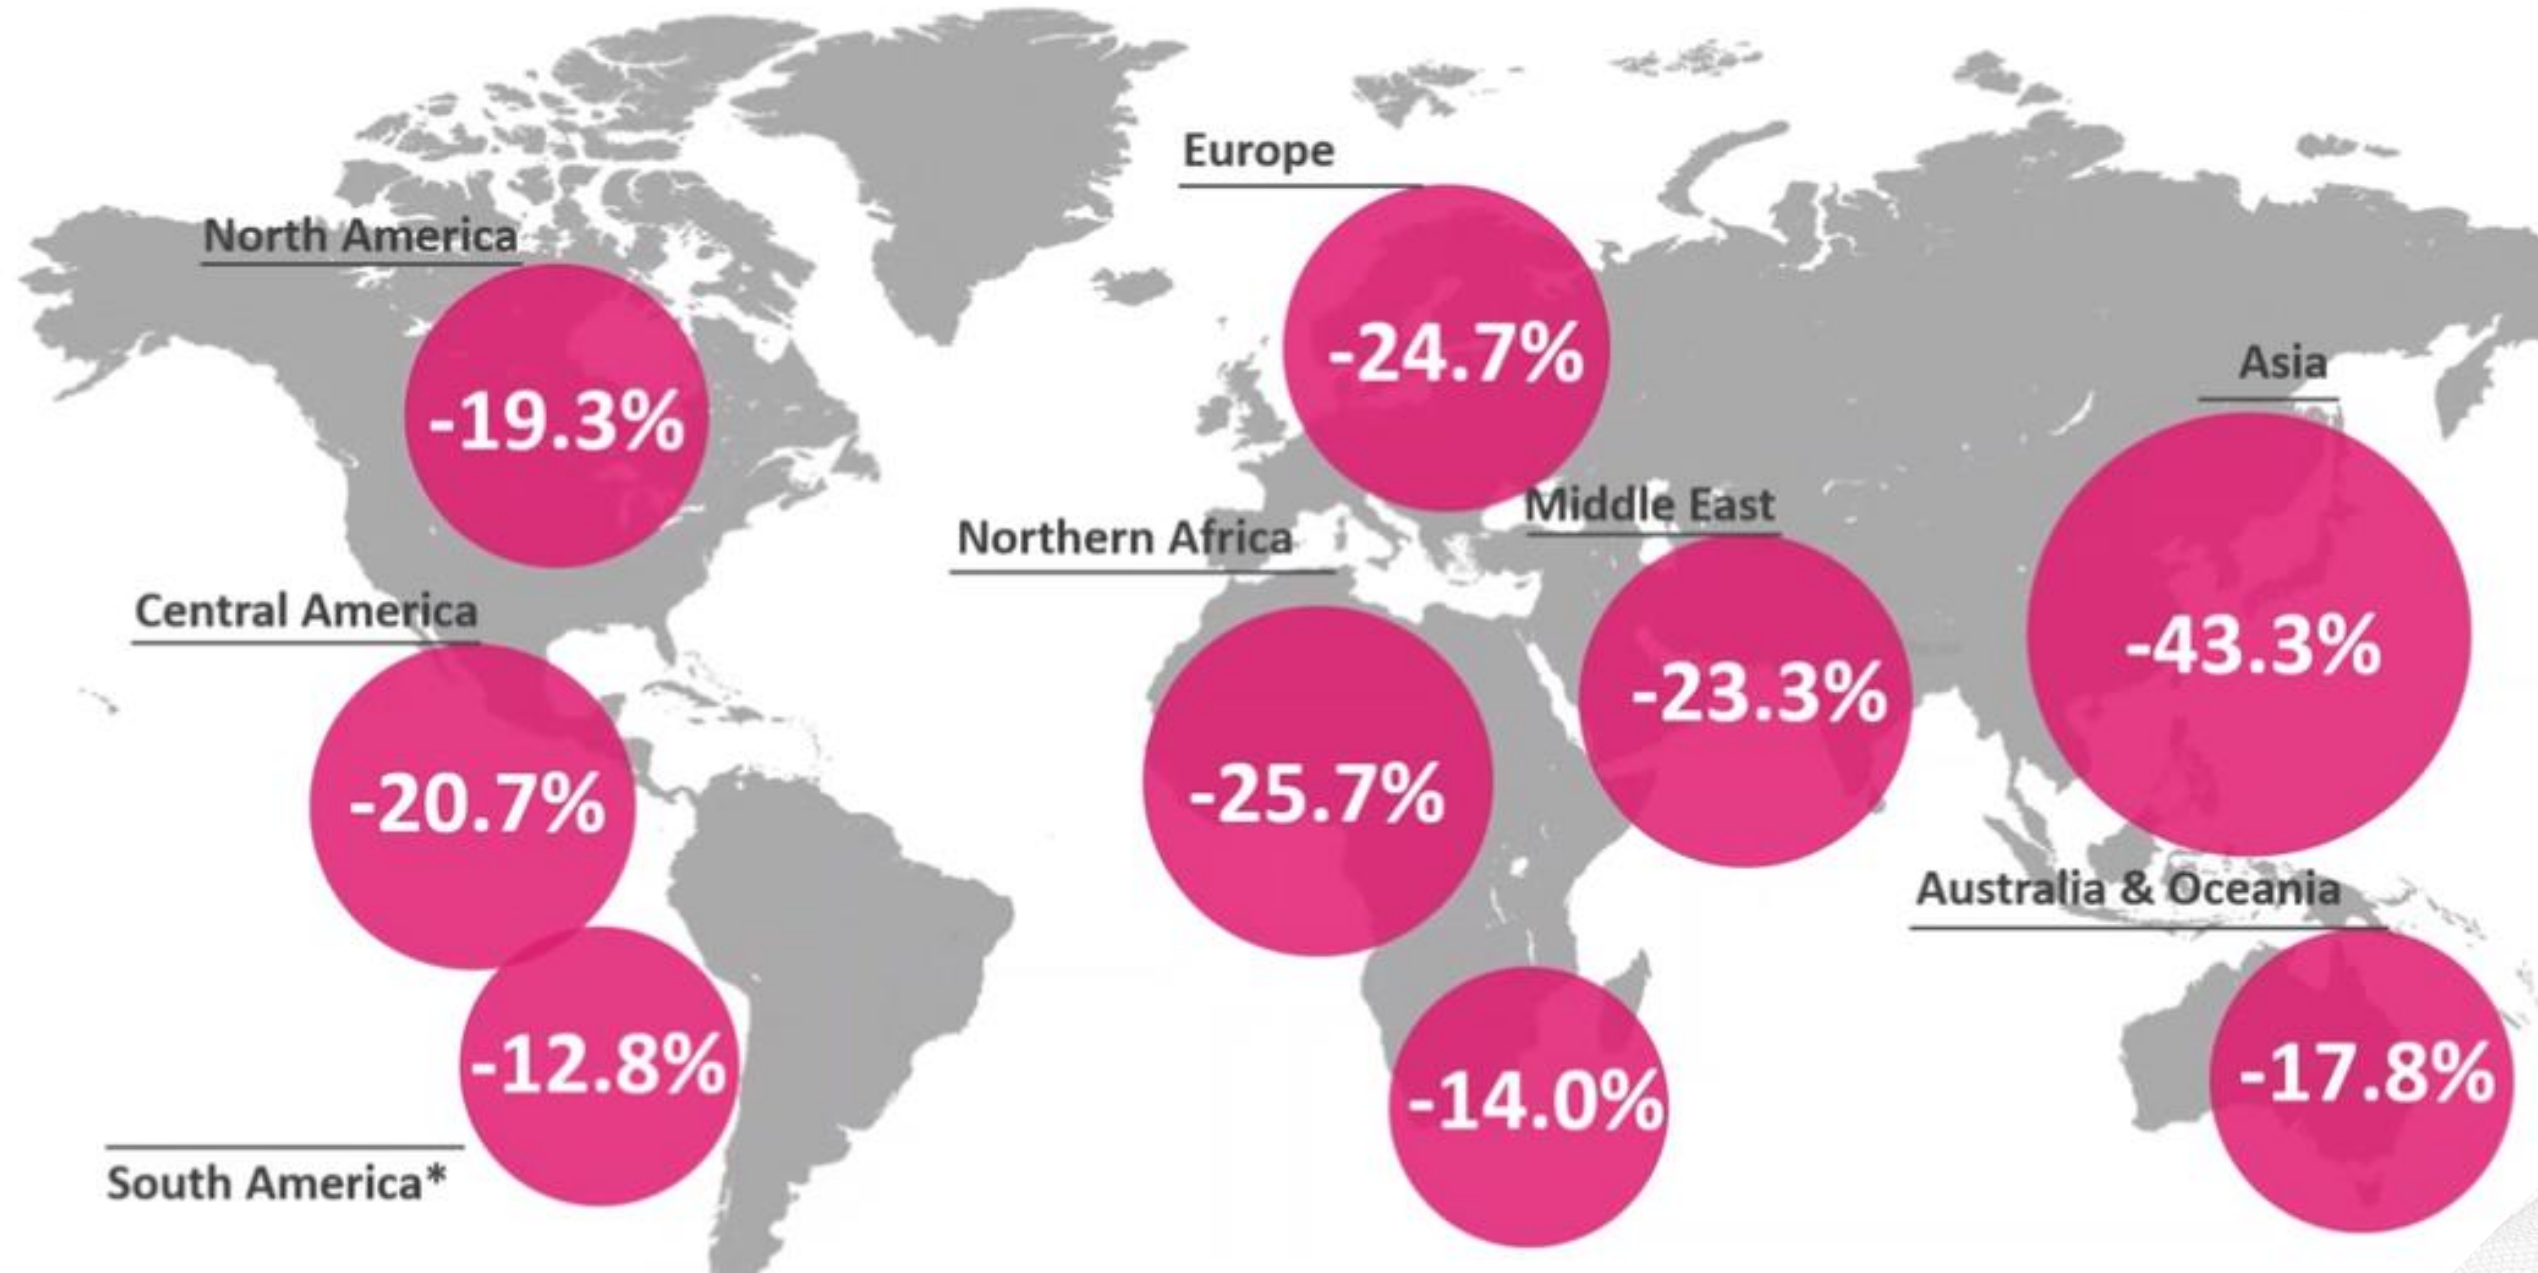 Europe
-24.7%
North America
-19.3%
Asia
-43.3%
Middle East
-23.3%
Northern Africa
-25.7%
Central America
-20.7%
Australia & Oceania
-17.8%
-12.8%
South America*
-14.0%